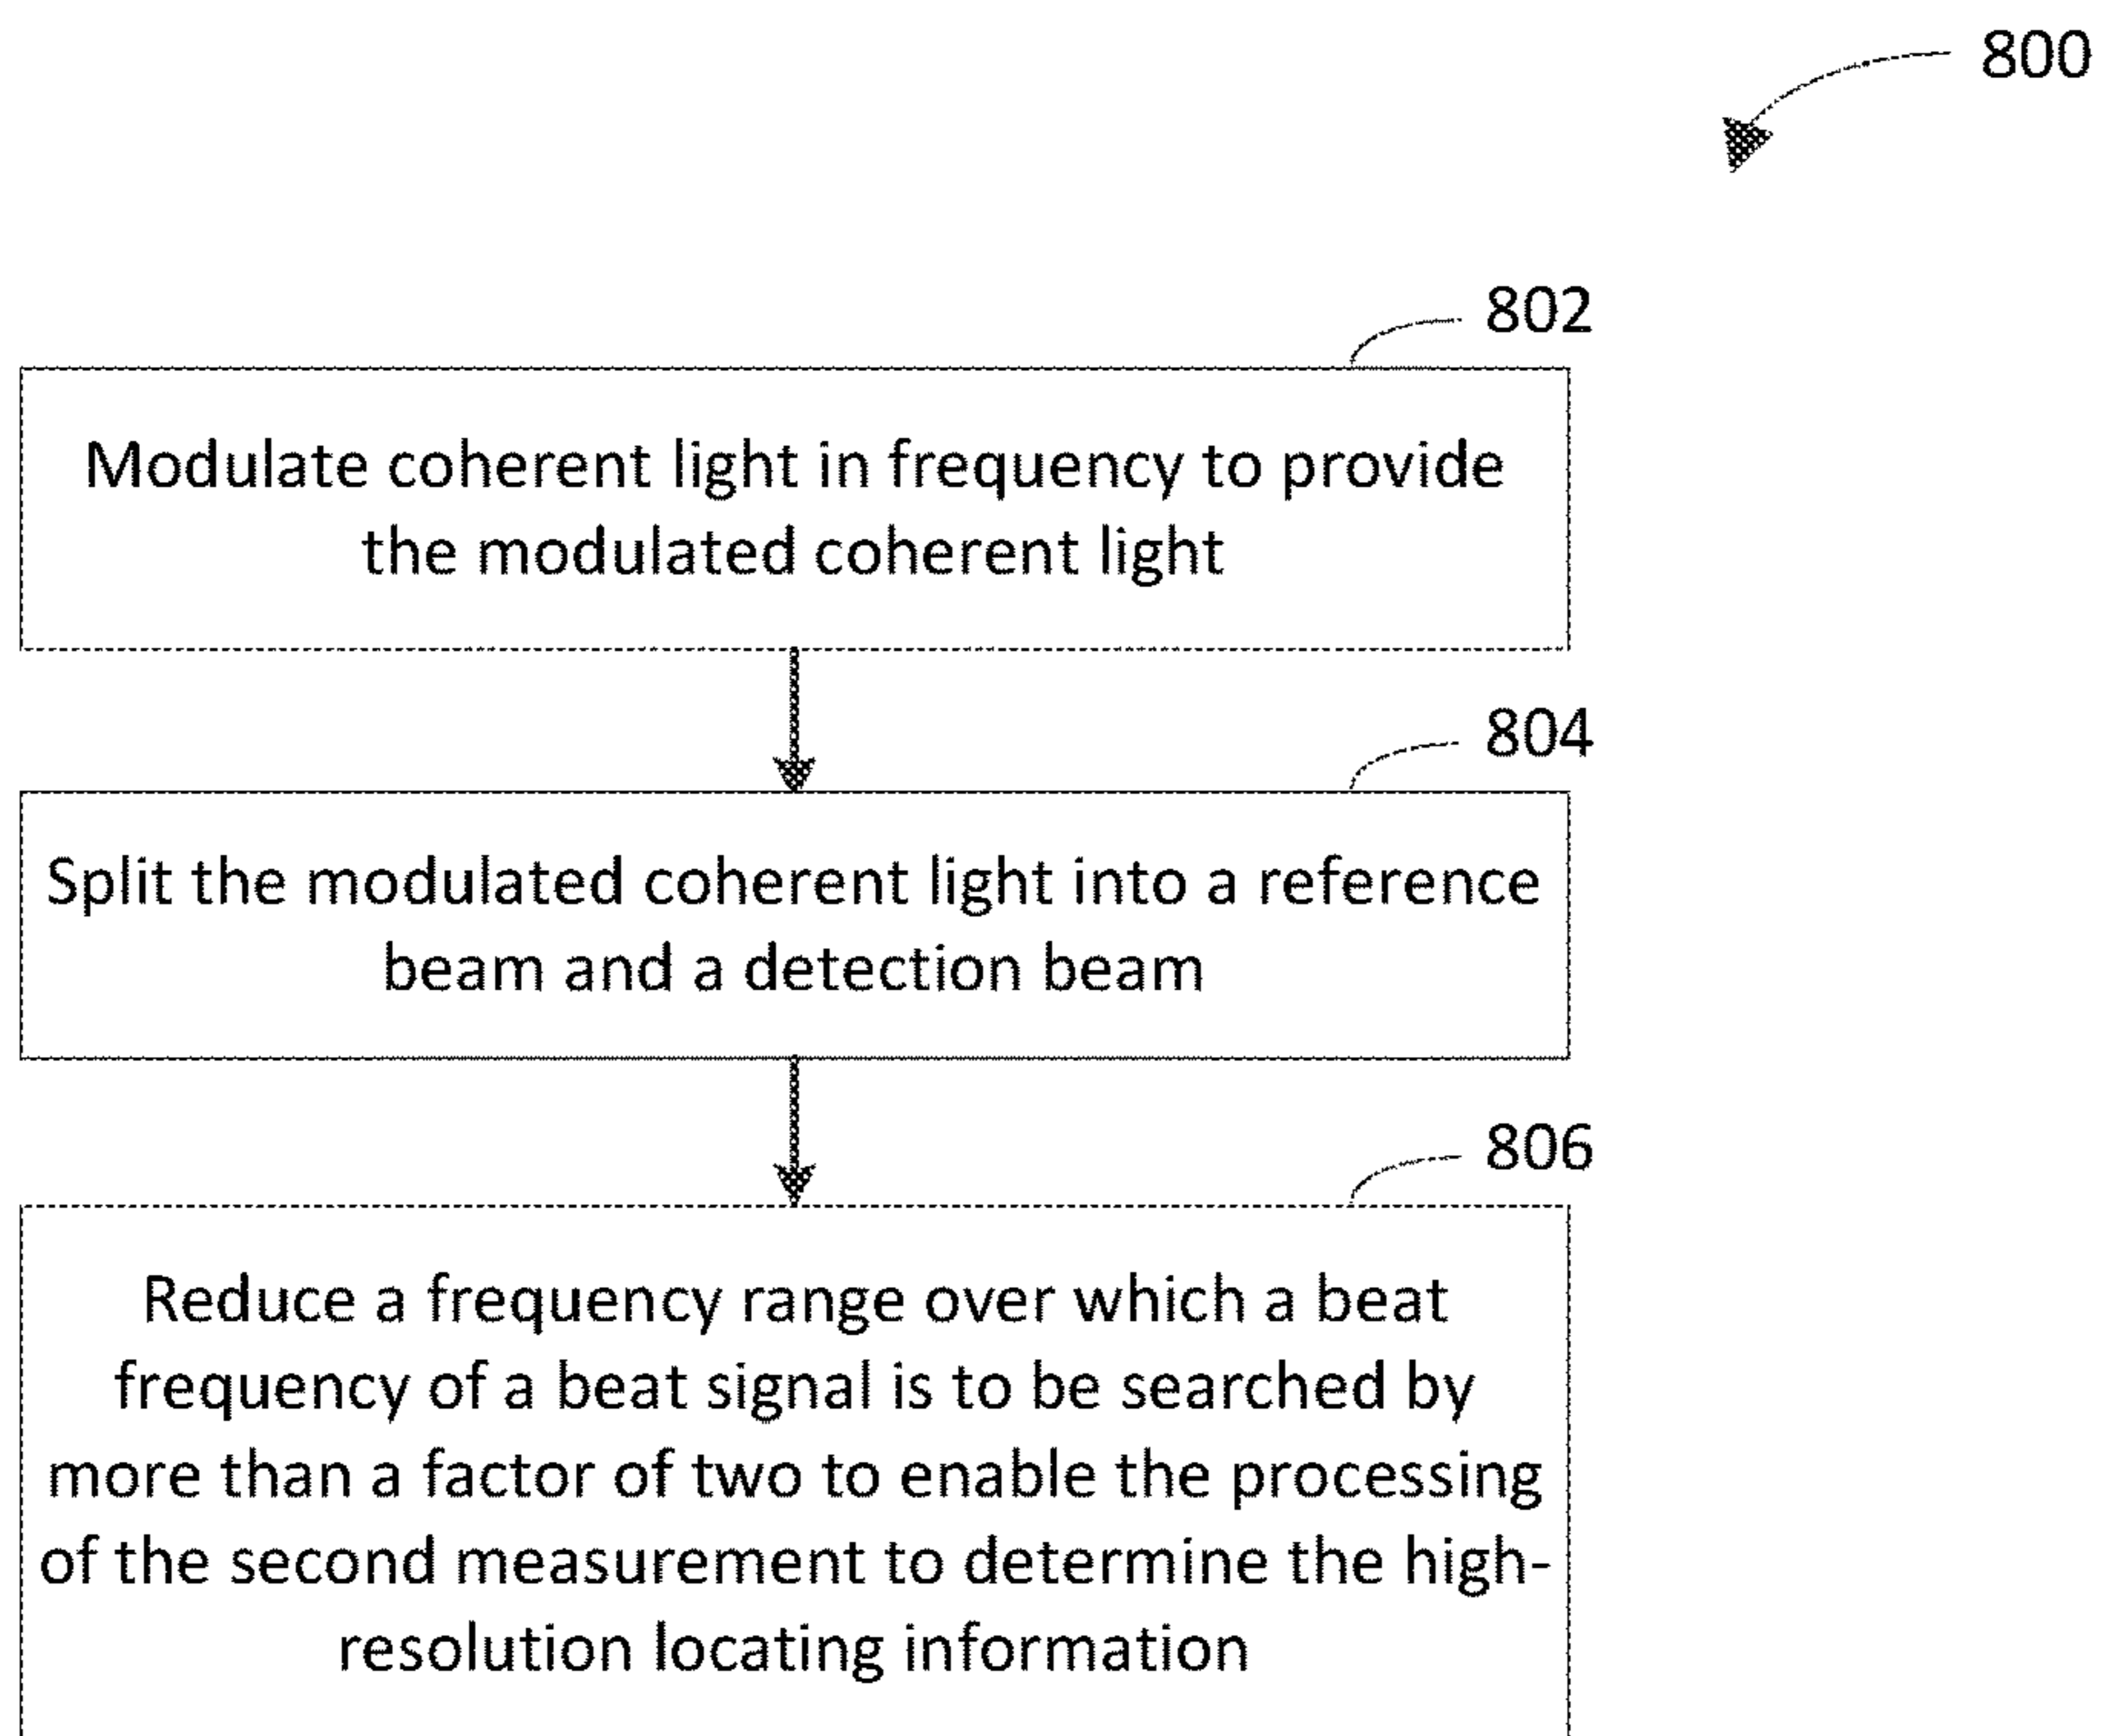 800
802
Modulate coherent light in frequency to provide
the modulated coherent light
804
Split the modulated coherent light into a reference
beam and a detection beam
806
Reduce a frequency range over which a beat
frequency of a beat signal is to be searched by
more than a factor of two to enable the processing
of the second measurement to determine the high-
resolution locating information